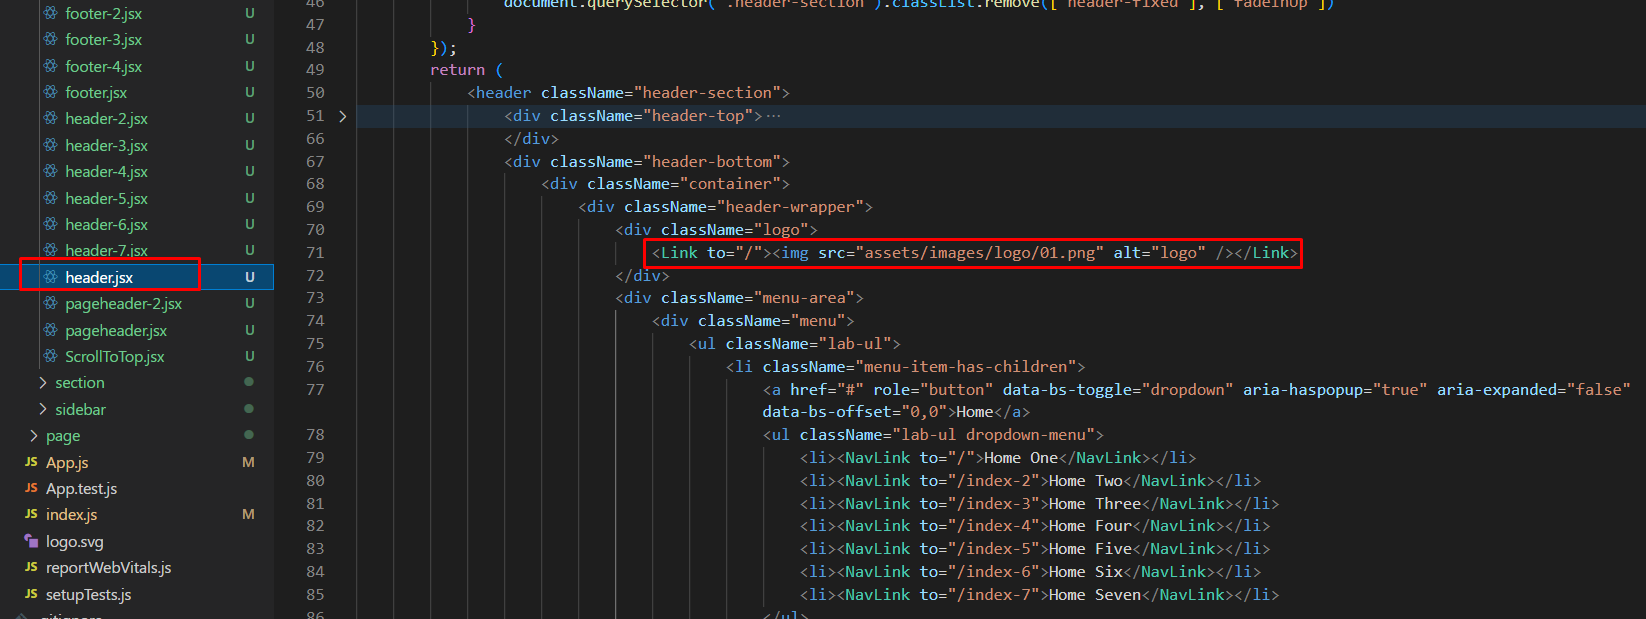 footer-2.jsx U
footer-3.jsx U
footer-4.jsx U
footer.jsx U
header-2.jsx U
header-3.jsx U
header-4.jsx U
header-5.jsx U
header-6.jsx U
header-7.jsx U
header.jsx U
pageheader-2.jsx U
pageheader.jsx U
ScrollToTop.jsx U
section
sidebar
page
JS App.js M
JS App.test.js
JS index.js M
logo.svg
JS reportWebVitals.js
JS setupTests.js
46 document.querySelector('.header-section').classList.remove(['header-fixed'], ['fadeInUp'])
47 }
48 });
49 return (
50 <header className="header-section">
51 <div className="header-top">···
66 </div>
67 <div className="header-bottom">
68 <div className="container">
69 <div className="header-wrapper">
70 <div className="logo">
71 <Link to="/"><img src="assets/images/logo/01.png" alt="logo" /></Link>
72 </div>
73 <div className="menu-area">
74 <div className="menu">
75 <ul className="lab-ul">
76 <li className="menu-item-has-children">
77 <a href="#" role="button" data-bs-toggle="dropdown" aria-haspopup="true" aria-expanded="false"
data-bs-offset="0,0">Home</a>
78 <ul className="lab-ul dropdown-menu">
79 <li><NavLink to="/">Home One</NavLink></li>
80 <li><NavLink to="/index-2">Home Two</NavLink></li>
81 <li><NavLink to="/index-3">Home Three</NavLink></li>
82 <li><NavLink to="/index-4">Home Four</NavLink></li>
83 <li><NavLink to="/index-5">Home Five</NavLink></li>
84 <li><NavLink to="/index-6">Home Six</NavLink></li>
85 <li><NavLink to="/index-7">Home Seven</NavLink></li>
86 </ul>